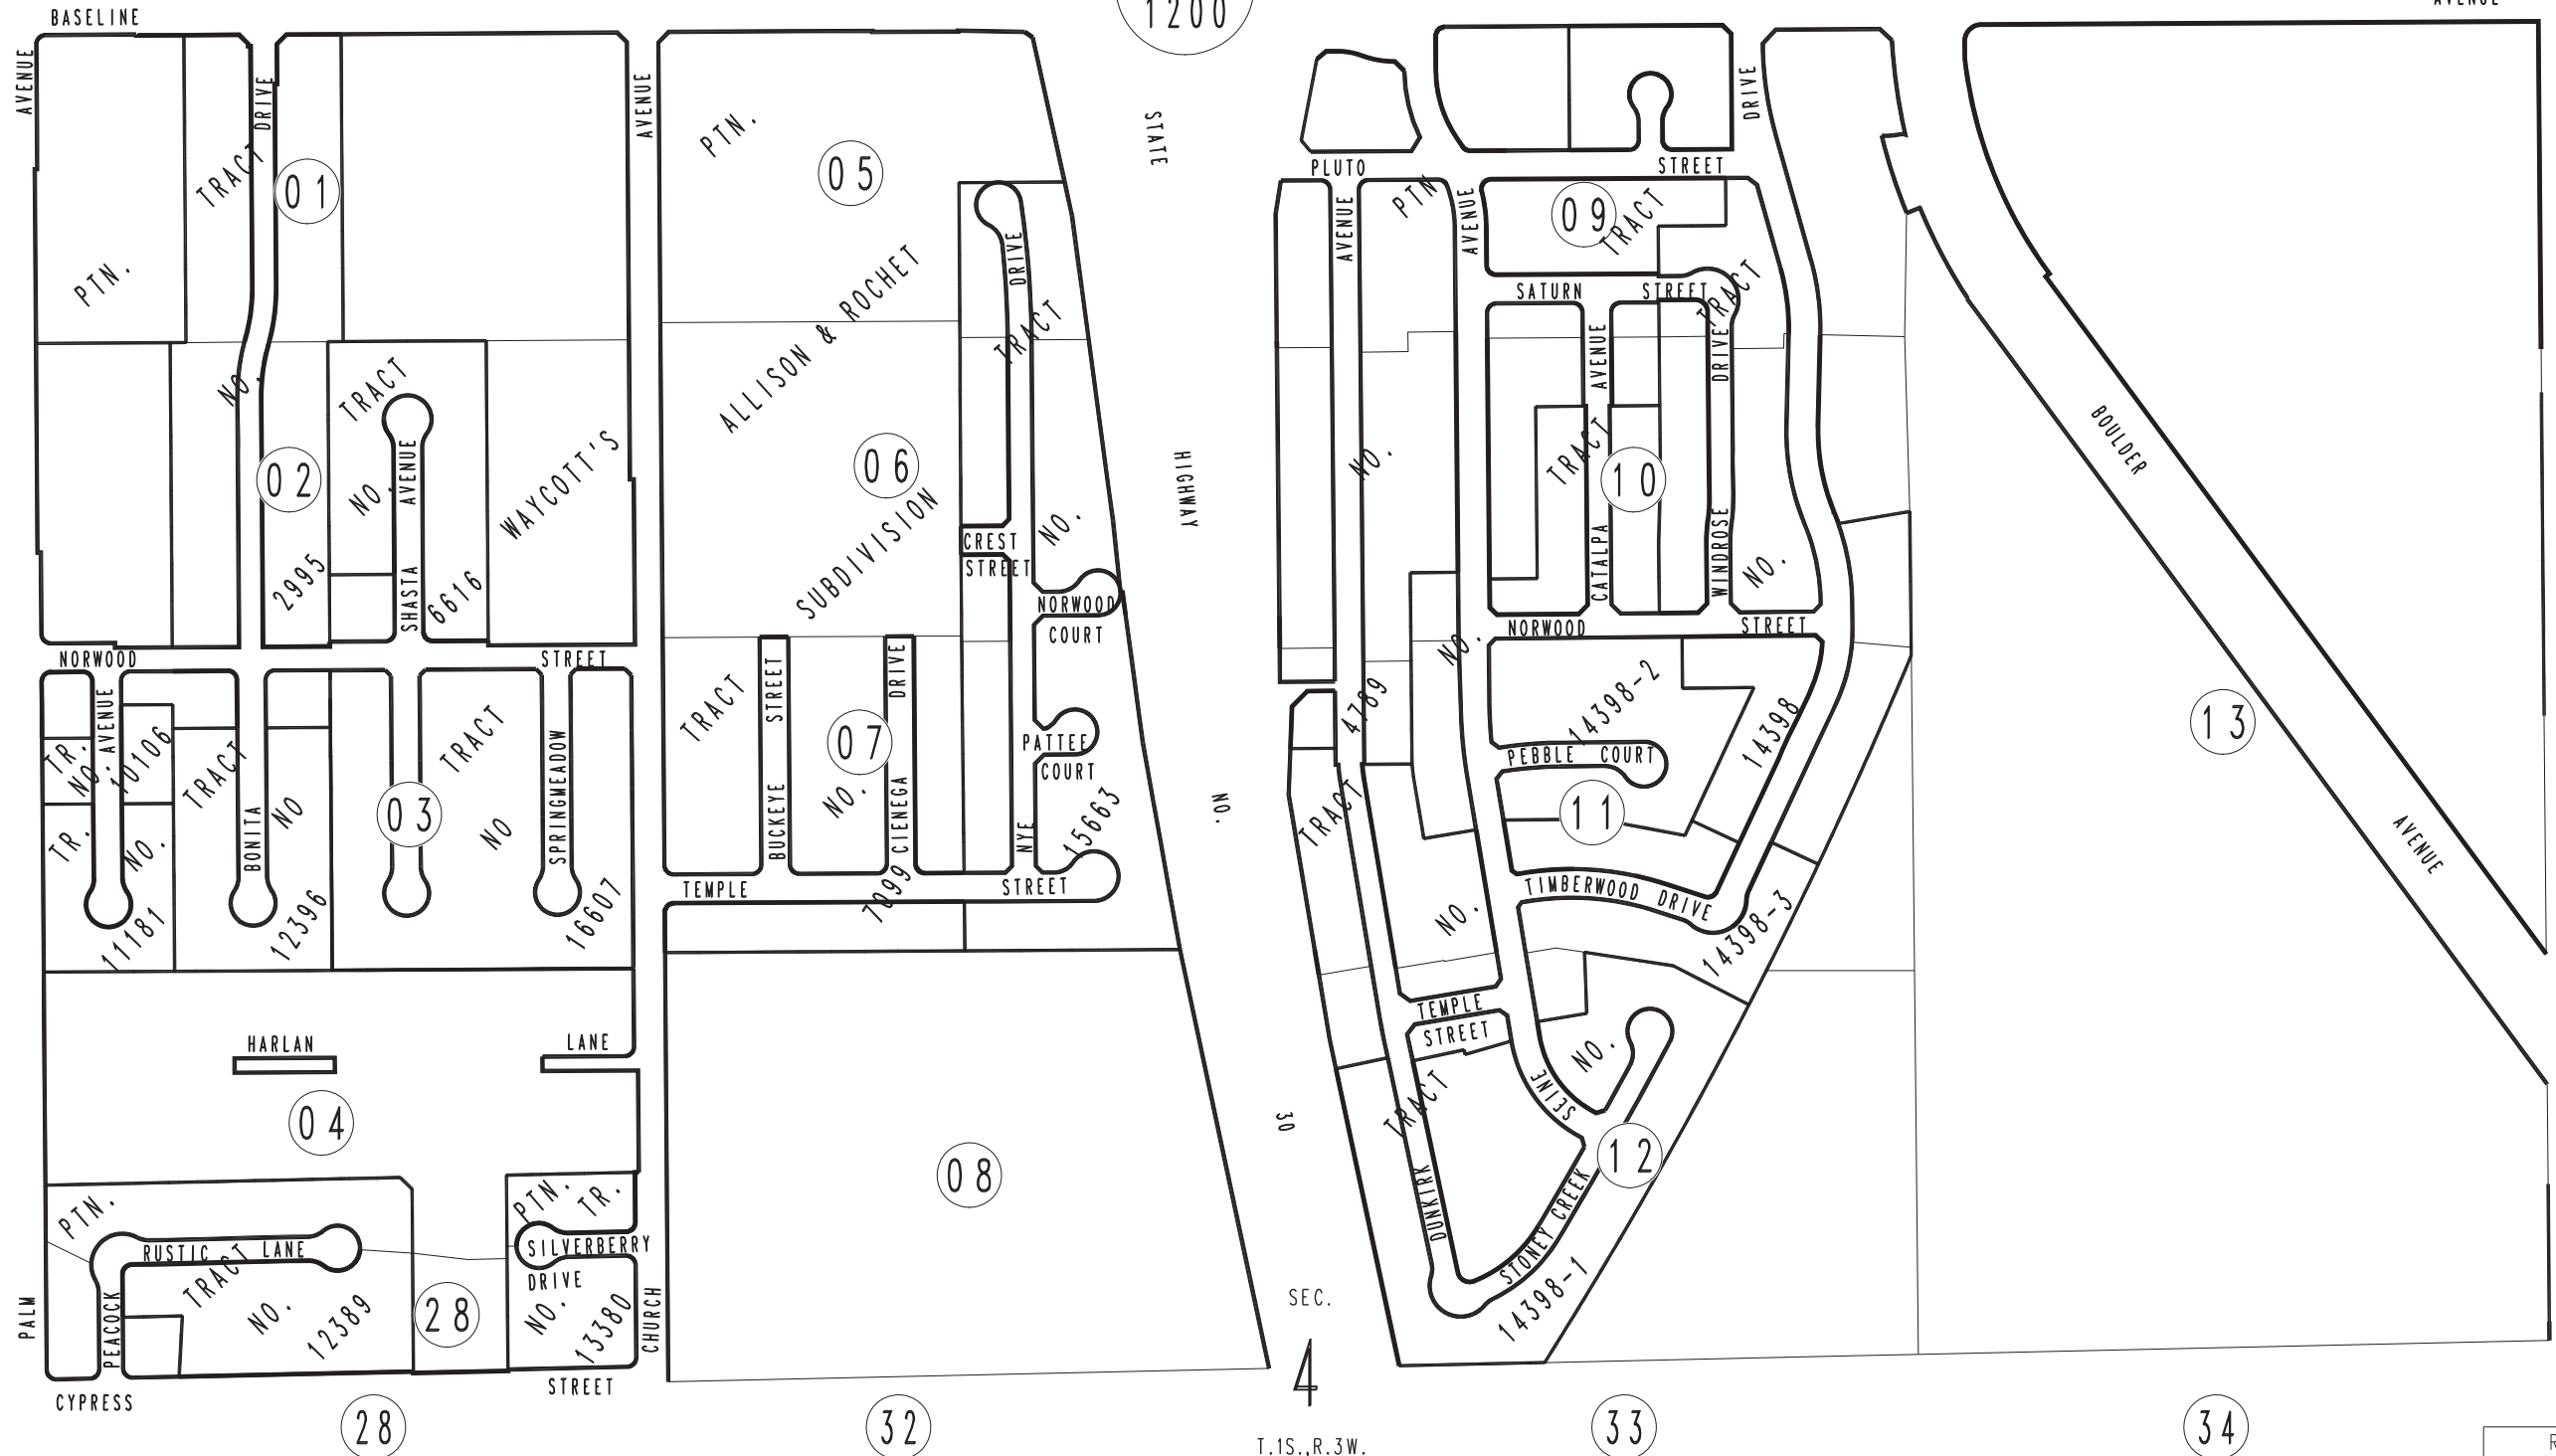 BASELINE
1200
AVENUE
AVENUE
DRIVE
AVENUE
STATE
DRIVE
PTN.
05
PLUTO
STREET
TRACT
01
AVENUE
PTN
AVENUE
09
TRACT
DRIVE
PTN.
ALLISON & ROCHET
TRACT
SATURN
STREET
TRACT
NO.
TRACT
AVENUE
DRIVE
02
NO.
AVENUE
WAYCOTT'S
06
HIGHWAY
NO.
TRACT
10
BOULDER
29995
SHASTA
6616
SUBDIVISION
CREST
STREET
NO.
CATALPA
WINDROSE
NO.
NORWOOD
COURT
NORWOOD
STREET
NORWOOD
STREET
AVENUE
TR.
NO.
10106
TRACT
NO
TRACT
TRACT
STREET
DRIVE
07
PATTEE
COURT
4789
NO.
14398-2
14398
PEBBLE COURT
13
TR.
NO.
BONITA
03
NO
SPRINGMEADOW
BUCKEYE
NO.
CIENEGA
NYE
15663
NO.
TRACT
11
AVENUE
11181
12396
16607
TEMPLE
7099
STREET
NO.
TIMBERWOOD DRIVE
14398-3
HARLAN
LANE
TEMPLE
STREET
NO.
04
30
TRACT
SEINE
12
08
PTN.
PTN.
TR.
DUNKIRK
STONEY CREEK
RUSTIC LANE
SILVERBERRY
DRIVE
TRACT
PALM
PEACOCK
NO.
12389
28
NO.
13380
CHURCH
SEC.
4
14398-1
CYPRESS
STREET
28
32
33
34
T.1S.,R.3W.
R